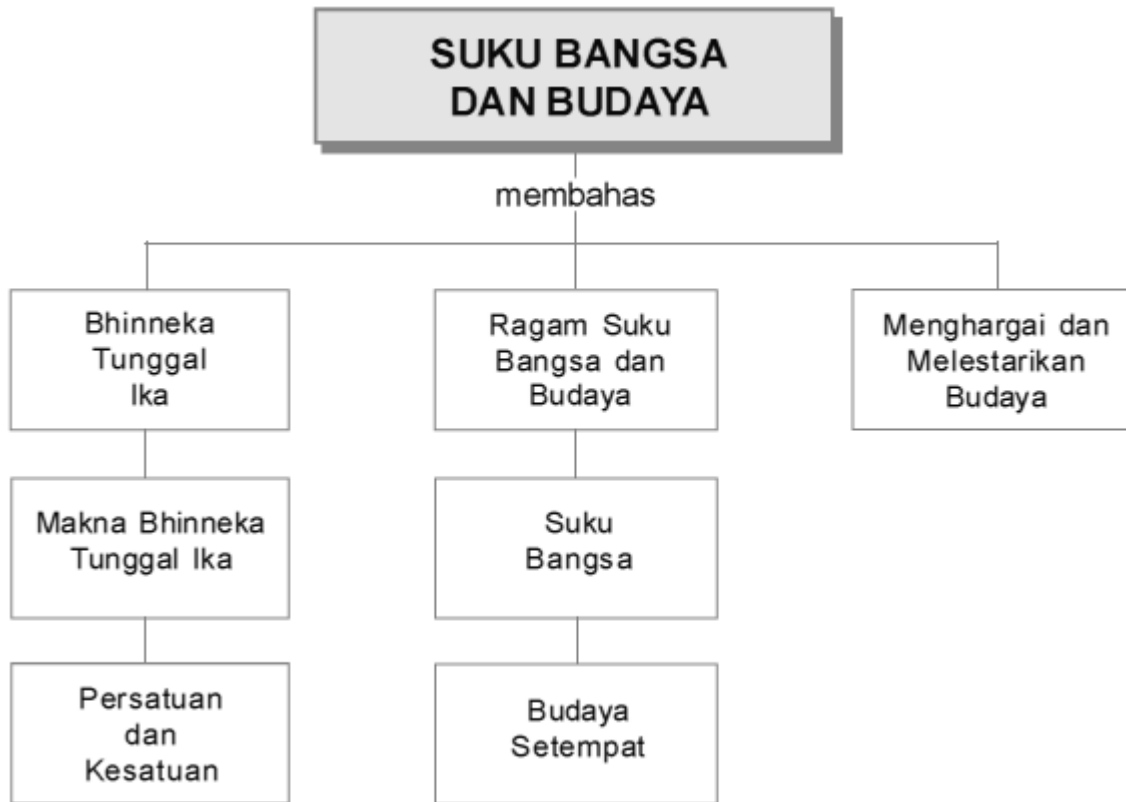 SUKU BANGSA
DAN BUDAYA
membahas
Bhinneka
Tunggal
Ika
Ragam Suku
Bangsa dan
Budaya
Menghargai dan
Melestarikan
Budaya
Makna Bhinneka
Tunggal Ika
Suku
Bangsa
Persatuan
dan
Kesatuan
Budaya
Setempat